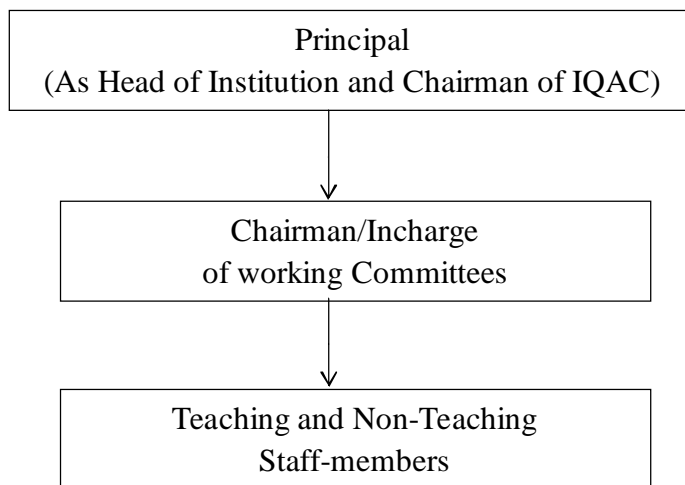 Principal
(As Head of Institution and Chairman of IQAC)
Chairman/Incharge
of working Committees
Teaching and Non-Teaching
Staff-members